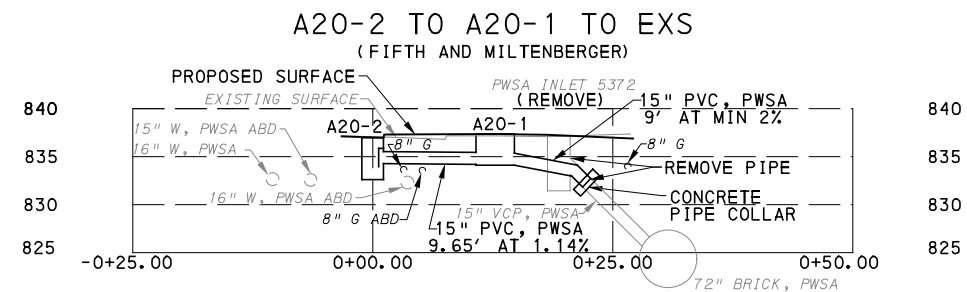 A20-2 TO A20-1 TO EXS
(FIFTH AND MILTENBERGER)
PROPOSED SURFACE
PWSA INLET 5372
(REMOVE)
EXISTING SURFACE
15" PVC, PWSA
9' AT MIN 2%
840
840
15" W, PWSA ABD
A20-2
A20-1
8" G
8" G
16" W, PWSA
835
835
REMOVE PIPE
16" W, PWSA ABD
CONCRETE
PIPE COLLAR
830
830
8" G ABD
15" VCP, PWSA
15" PVC, PWSA
9.65' AT 1.14%
825
825
-0+25.00
0+00.00
0+25.00
0+50.00
72" BRICK, PWSA